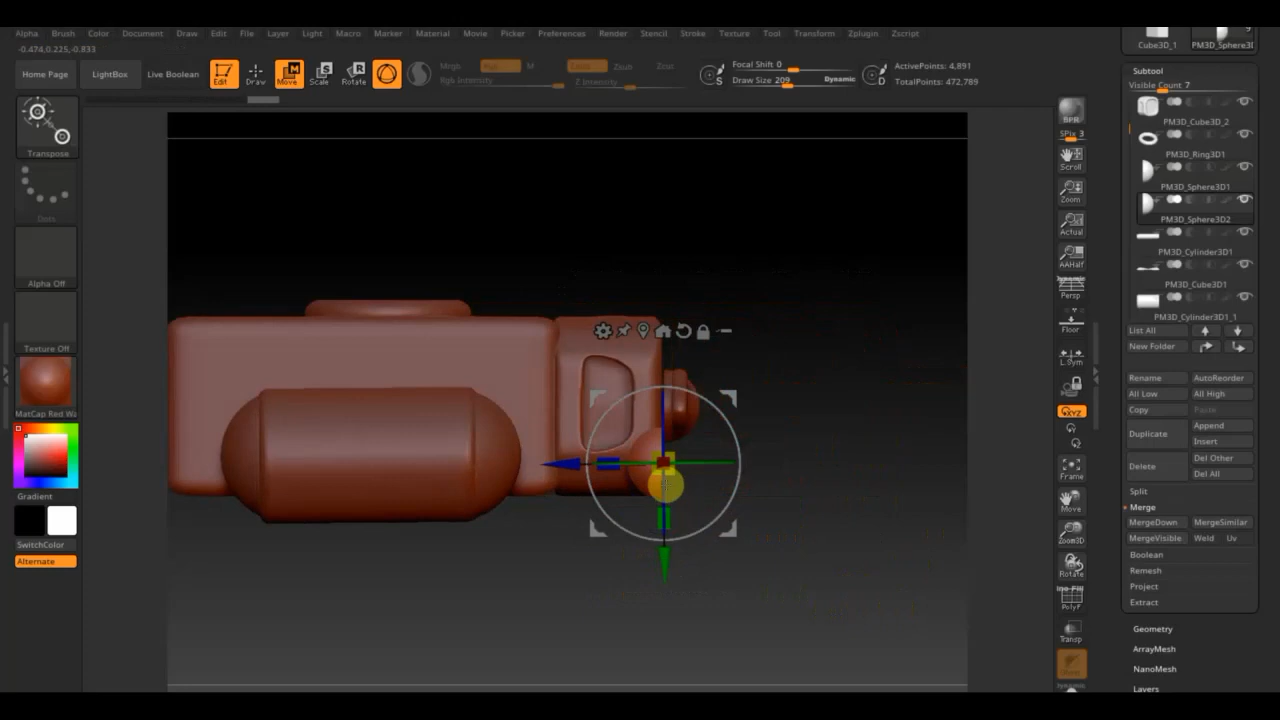 Alpha Brush Color Document Draw Edit File Layer Light Macro Marker Material Movie Picker Preferences Render Stencil Stroke Texture Tool Transform Zplugin Zscript
-0.474,0.225,-0.833
Cube3D_1 PM3D_Sphere3I
Home Page LightBox Live Boolean Edit Draw Move Scale Rotate
Mrgb M Zsub Zcut
Rgb Intensity Z Intensity
Focal Shift 0
Draw Size 209 Dynamic
S D
ActivePoints: 4,891
TotalPoints: 472,789
Subtool
Visible Count 7
PM3D_Cube3D_2
PM3D_Ring3D1
PM3D_Sphere3D1
PM3D_Sphere3D2
PM3D_Cylinder3D1
PM3D_Cube3D1
PM3D_Cylinder3D1_1
List All
New Folder
Rename AutoReorder
All Low All High
Copy Paste
Duplicate Append
Insert
Delete Del Other
Del All
Split
Merge
MergeDown MergeSimilar
MergeVisible Weld Uv
Boolean
Remesh
Project
Extract
Geometry
ArrayMesh
NanoMesh
Layers
BPR
SPix 3
Scroll
Zoom
Actual
AAHalf
Dynamic
Persp
Floor
L.Sym
XYZ
Frame
Move
Zoom3D
Rotate
PolyF
Transp
Dynamic
Transpose
Dots
Alpha Off
Texture Off
MatCap Red Wa
Gradient
SwitchColor
Alternate